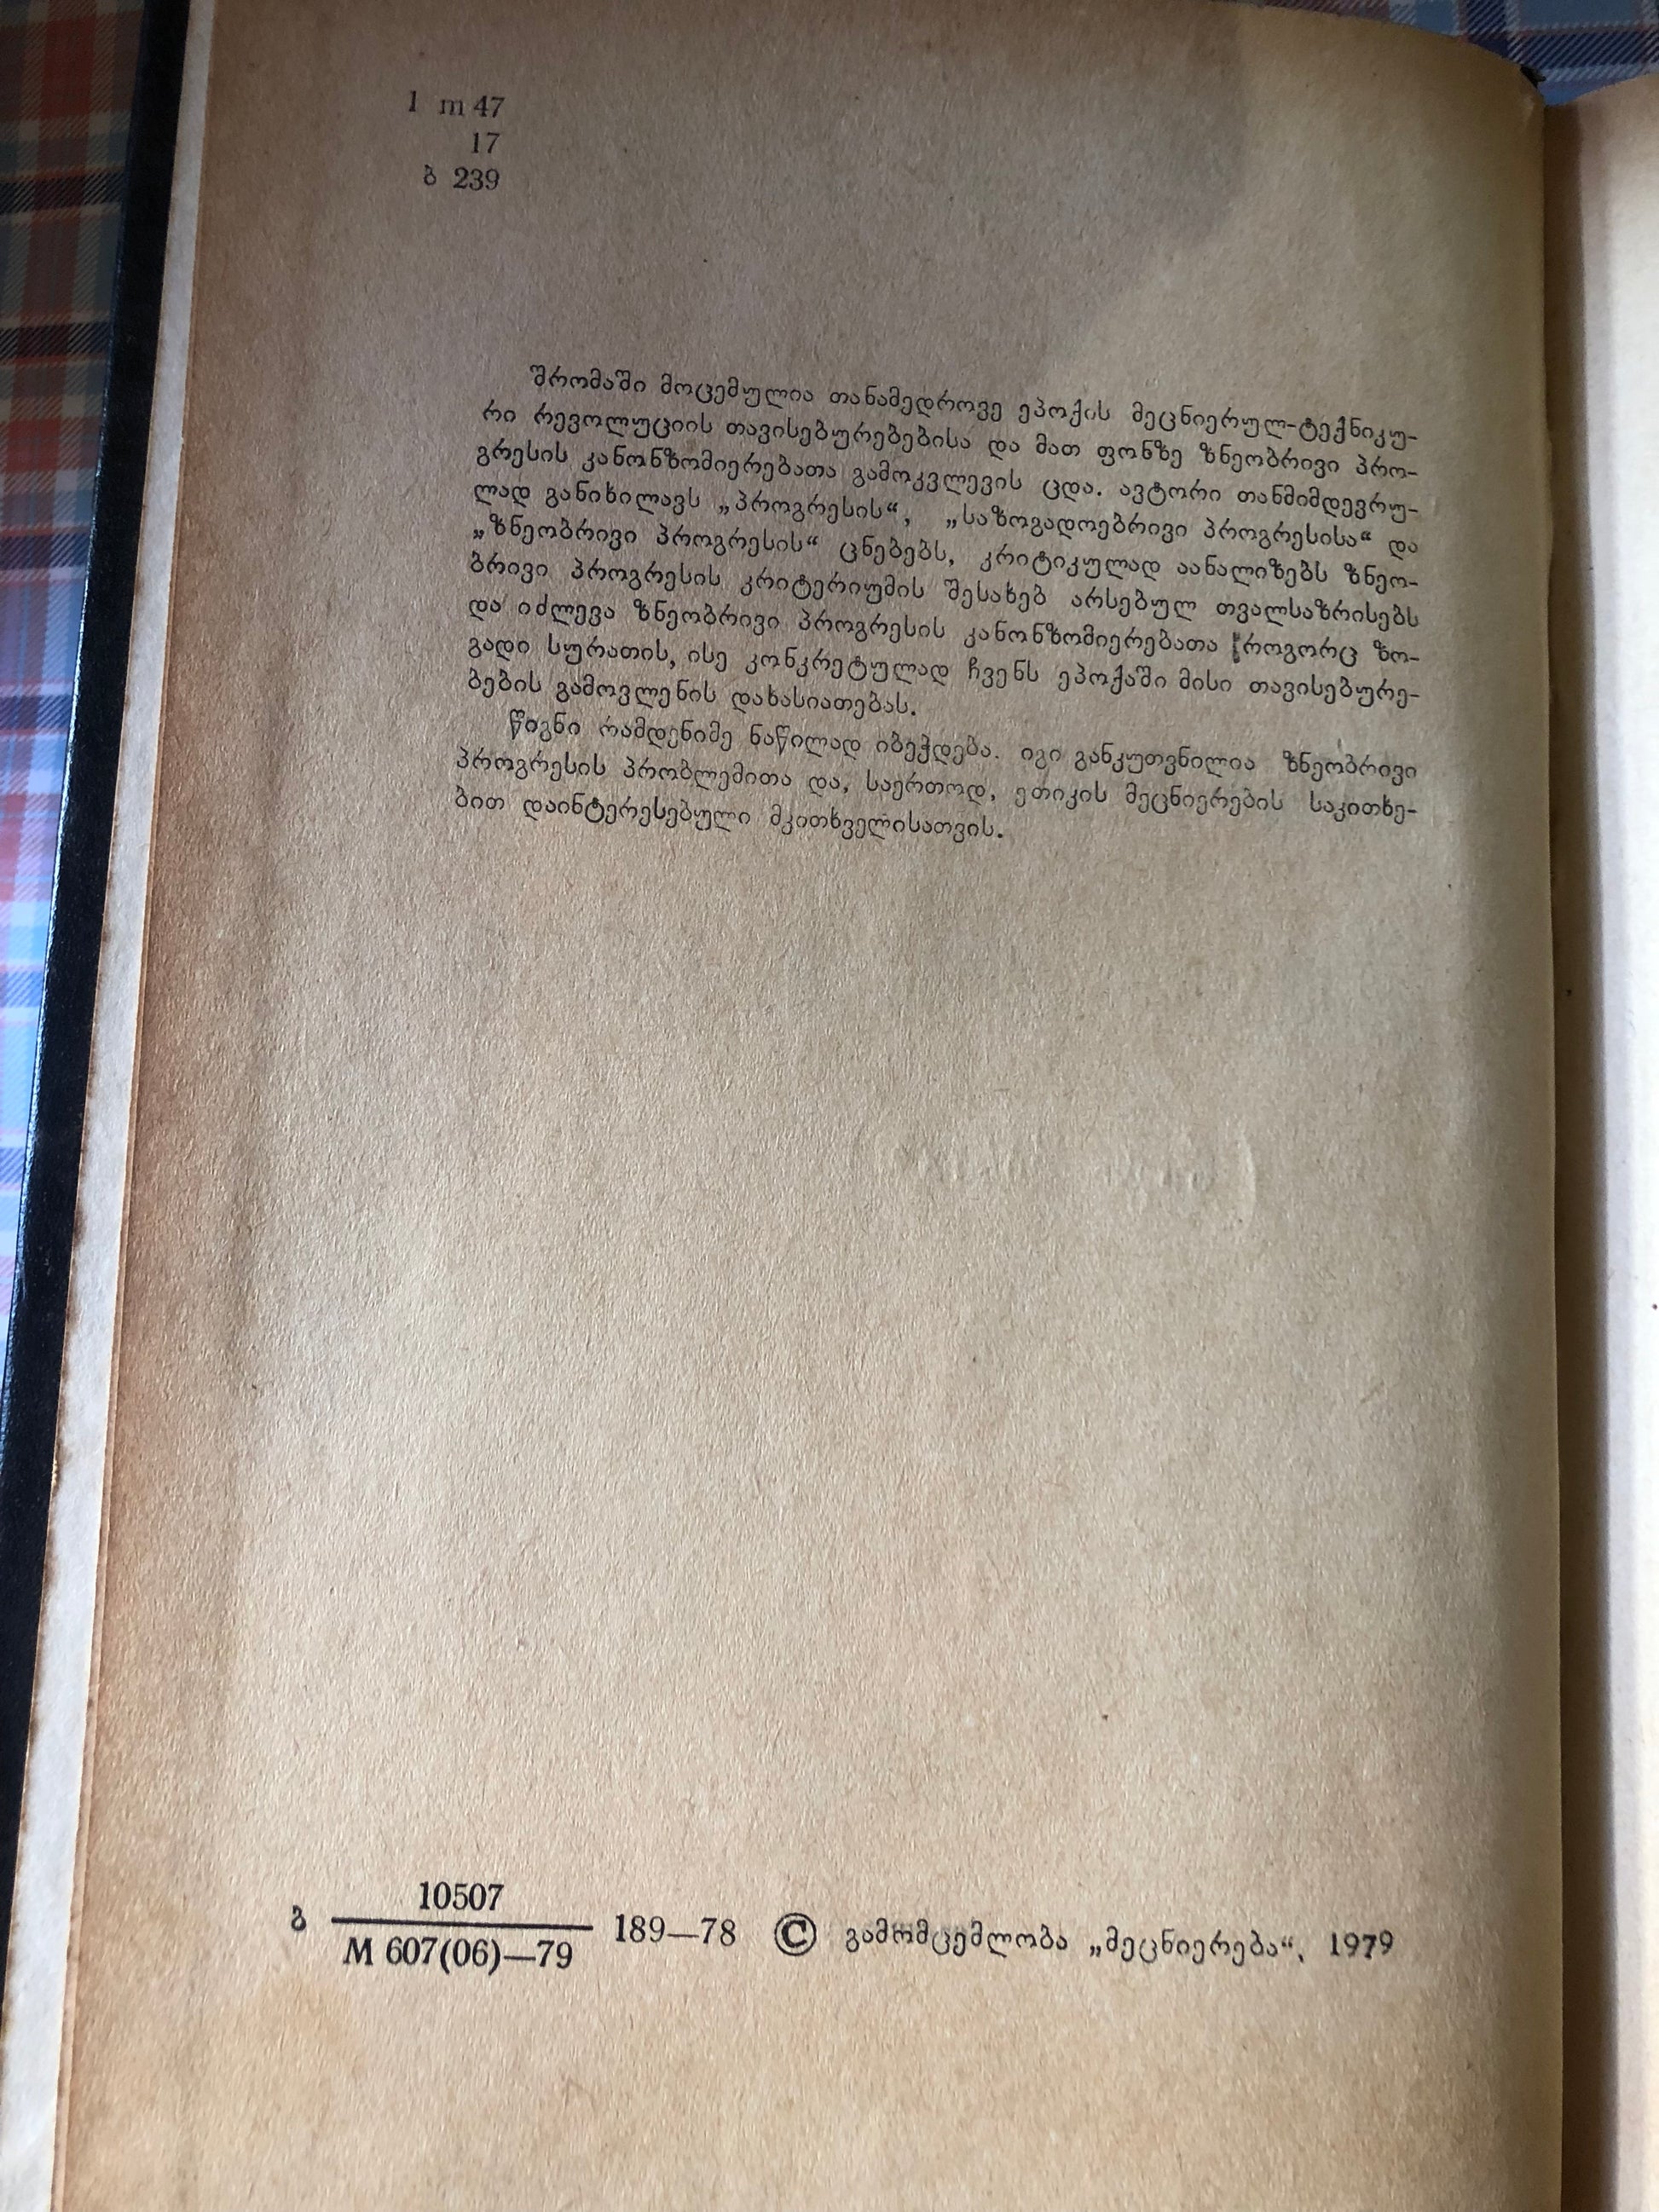 1 m 47
17
ბ 239
შრომაში მოცემულია თანამედროვე ეპოქის მეცნიერულ-ტექნიკუ-
რი რევოლუციის თავისებურებებისა და მათ ფონზე ზნეობრივი პრო-
გრესის კანონზომიერებათა გამოკვლევის ცდა. ავტორი თანმიმდევრუ-
ლად განიხილავს „პროგრესის“, „საზოგადოებრივი პროგრესისა“ და
„ზნეობრივი პროგრესის“ ცნებებს, კრიტიკულად აანალიზებს ზნეო-
ბრივი პროგრესის კრიტერიუმის შესახებ არსებულ თვალსაზრისებს
და იძლევა ზნეობრივი პროგრესის კანონზომიერებათა როგორც ზო-
გადი სურათის, ისე კონკრეტულად ჩვენს ეპოქაში მისი თავისებურე-
ბების გამოვლენის დახასიათებას.
წიგნი რამდენიმე ნაწილად იბეჭდება. იგი განკუთვნილია ზნეობრივი
პროგრესის პრობლემითა და, საერთოდ, ეთიკის მეცნიერების საკითხე-
ბით დაინტერესებული მკითხველისათვის.
ბ 10507
M 607(06)—79 189—78 © გამომცემლობა „მეცნიერება“, 1979